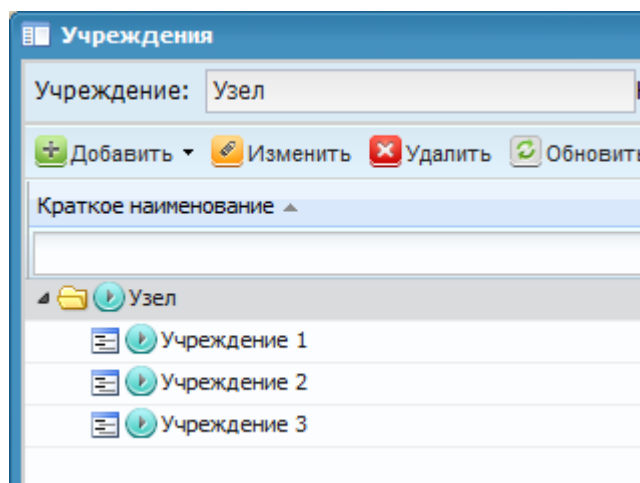 Учреждения
Учреждение: Узел
Добавить Изменить Удалить Обновить
Краткое наименование
Узел
Учреждение 1
Учреждение 2
Учреждение 3